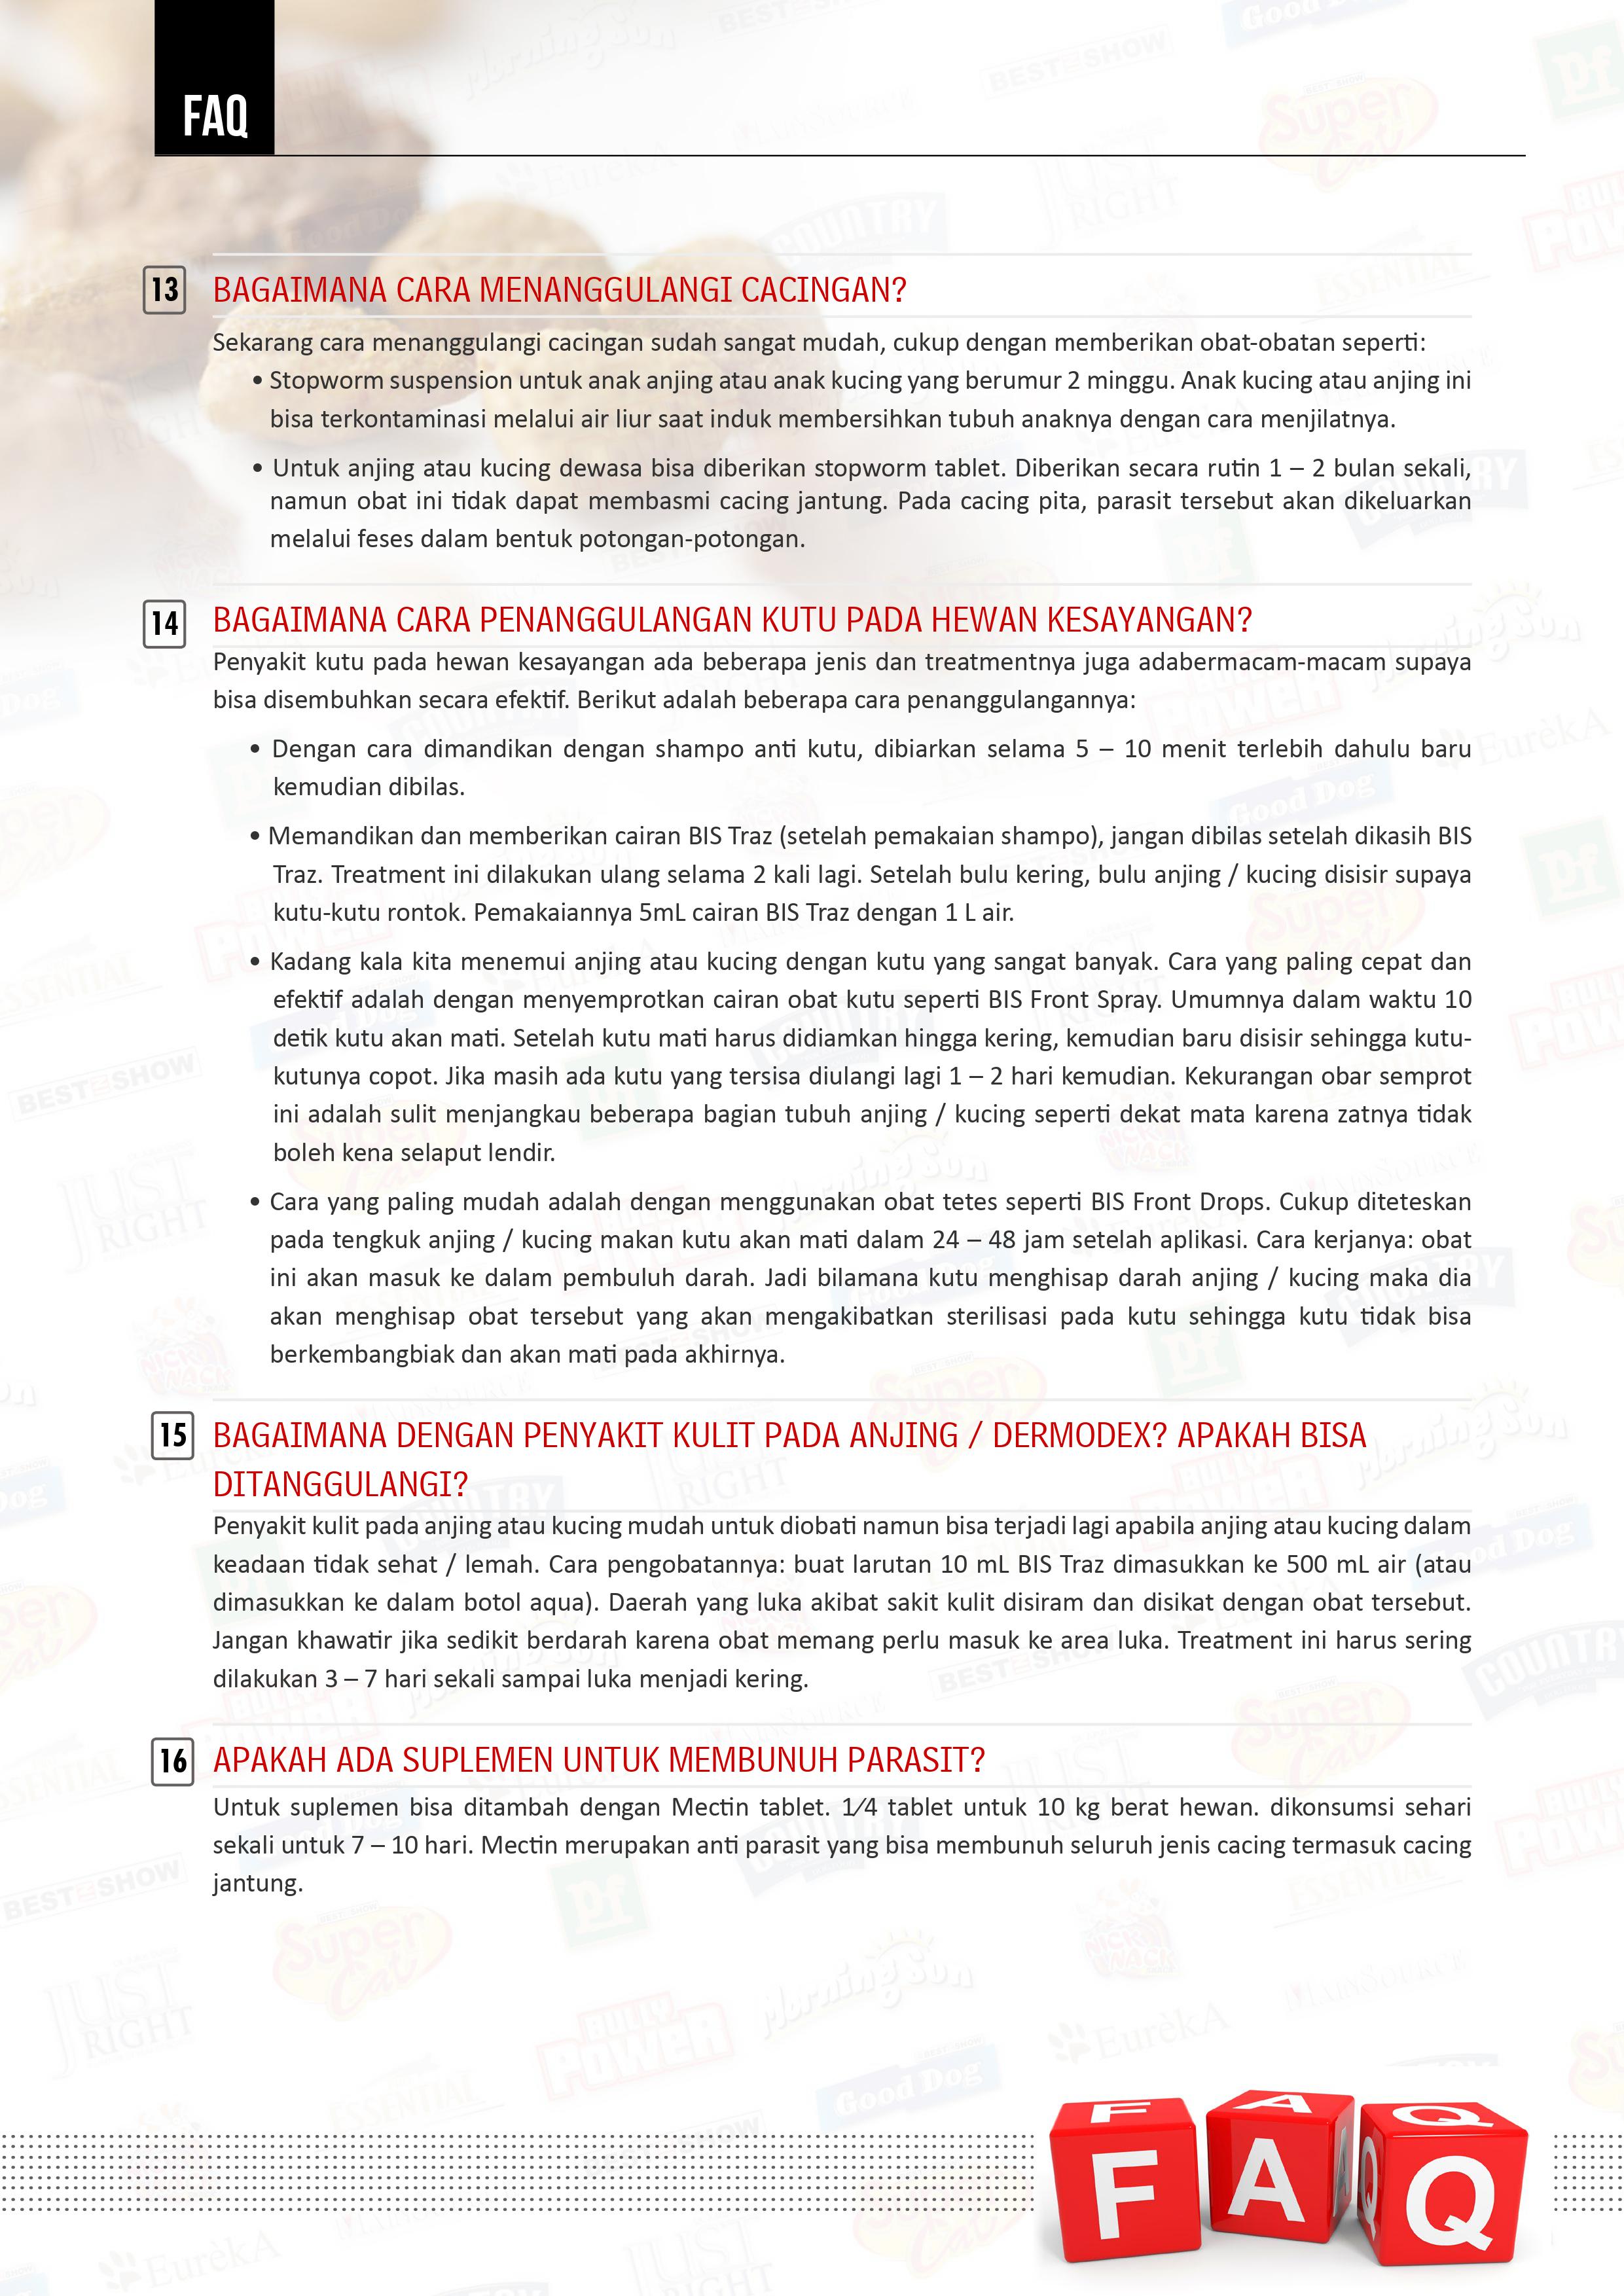 FAQ
13
BAGAIMANA CARA MENANGGULANGI CACINGAN?
Sekarang cara menanggulangi cacingan sudah sangat mudah, cukup dengan memberikan obat-obatan seperti:
• Stopworm suspension untuk anak anjing atau anak kucing yang berumur 2 minggu. Anak kucing atau anjing ini
bisa terkontaminasi melalui air liur saat induk membersihkan tubuh anaknya dengan cara menjilatnya.
• Untuk anjing atau kucing dewasa bisa diberikan stopworm tablet. Diberikan secara rutin 1 – 2 bulan sekali,
namun obat ini tidak dapat membasmi cacing jantung. Pada cacing pita, parasit tersebut akan dikeluarkan
melalui feses dalam bentuk potongan-potongan.
14
BAGAIMANA CARA PENANGGULANGAN KUTU PADA HEWAN KESAYANGAN?
Penyakit kutu pada hewan kesayangan ada beberapa jenis dan treatmentnya juga adabermacam-macam supaya
bisa disembuhkan secara efektif. Berikut adalah beberapa cara penanggulangannya:
• Dengan cara dimandikan dengan shampo anti kutu, dibiarkan selama 5 – 10 menit terlebih dahulu baru
kemudian dibilas.
• Memandikan dan memberikan cairan BIS Traz (setelah pemakaian shampo), jangan dibilas setelah dikasih BIS
Traz. Treatment ini dilakukan ulang selama 2 kali lagi. Setelah bulu kering, bulu anjing / kucing disisir supaya
kutu-kutu rontok. Pemakaiannya 5mL cairan BIS Traz dengan 1 L air.
• Kadang kala kita menemui anjing atau kucing dengan kutu yang sangat banyak. Cara yang paling cepat dan
efektif adalah dengan menyemprotkan cairan obat kutu seperti BIS Front Spray. Umumnya dalam waktu 10
detik kutu akan mati. Setelah kutu mati harus didiamkan hingga kering, kemudian baru disisir sehingga kutu-
kutunya copot. Jika masih ada kutu yang tersisa diulangi lagi 1 – 2 hari kemudian. Kekurangan obar semprot
ini adalah sulit menjangkau beberapa bagian tubuh anjing / kucing seperti dekat mata karena zatnya tidak
boleh kena selaput lendir.
• Cara yang paling mudah adalah dengan menggunakan obat tetes seperti BIS Front Drops. Cukup diteteskan
pada tengkuk anjing / kucing makan kutu akan mati dalam 24 – 48 jam setelah aplikasi. Cara kerjanya: obat
ini akan masuk ke dalam pembuluh darah. Jadi bilamana kutu menghisap darah anjing / kucing maka dia
akan menghisap obat tersebut yang akan mengakibatkan sterilisasi pada kutu sehingga kutu tidak bisa
berkembangbiak dan akan mati pada akhirnya.
15
BAGAIMANA DENGAN PENYAKIT KULIT PADA ANJING / DERMODEX? APAKAH BISA
DITANGGULANGI?
Penyakit kulit pada anjing atau kucing mudah untuk diobati namun bisa terjadi lagi apabila anjing atau kucing dalam
keadaan tidak sehat / lemah. Cara pengobatannya: buat larutan 10 mL BIS Traz dimasukkan ke 500 mL air (atau
dimasukkan ke dalam botol aqua). Daerah yang luka akibat sakit kulit disiram dan disikat dengan obat tersebut.
Jangan khawatir jika sedikit berdarah karena obat memang perlu masuk ke area luka. Treatment ini harus sering
dilakukan 3 – 7 hari sekali sampai luka menjadi kering.
16
APAKAH ADA SUPLEMEN UNTUK MEMBUNUH PARASIT?
Untuk suplemen bisa ditambah dengan Mectin tablet. 1⁄4 tablet untuk 10 kg berat hewan. dikonsumsi sehari
sekali untuk 7 – 10 hari. Mectin merupakan anti parasit yang bisa membunuh seluruh jenis cacing termasuk cacing
jantung.
F A Q